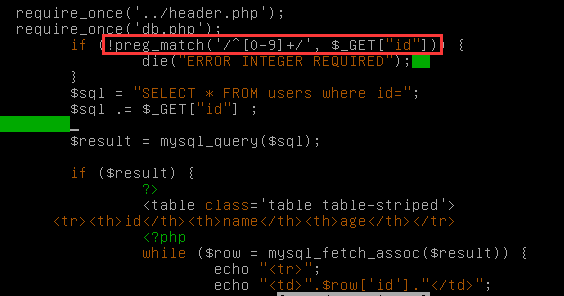 require_once('../header.php');
require_once('db.php');
if (!preg_match('/^[0-9]+/', $_GET["id"])) {
die("ERROR INTEGER REQUIRED");
}
$sql = "SELECT * FROM users where id=";
$sql .= $_GET["id"] ;
$result = mysql_query($sql);
if ($result) {
?>
<table class='table table-striped'>
<tr><th>id</th><th>name</th><th>age</th></tr>
<?php
while ($row = mysql_fetch_assoc($result)) {
echo "<tr>";
echo "<td>".$row['id']."</td>";